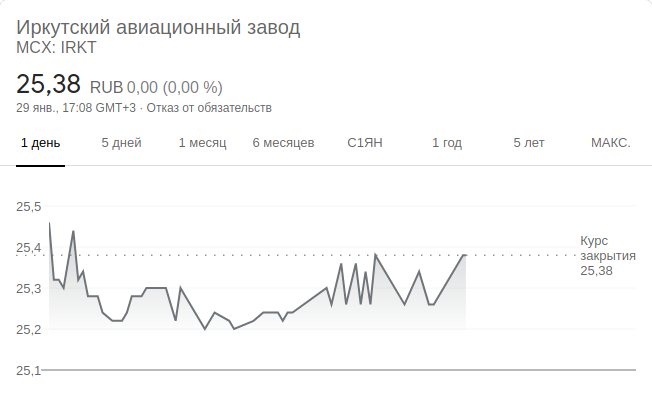 Иркутский авиационный завод
MCX: IRKT
25,38 RUB 0,00 (0,00 %)
29 янв., 17:08 GMT+3 · Отказ от обязательств
1 день 5 дней 1 месяц 6 месяцев С1ЯН 1 год 5 лет МАКС.
25,5
25,4
25,3
25,2
25,1
Курс
закрытия
25,38